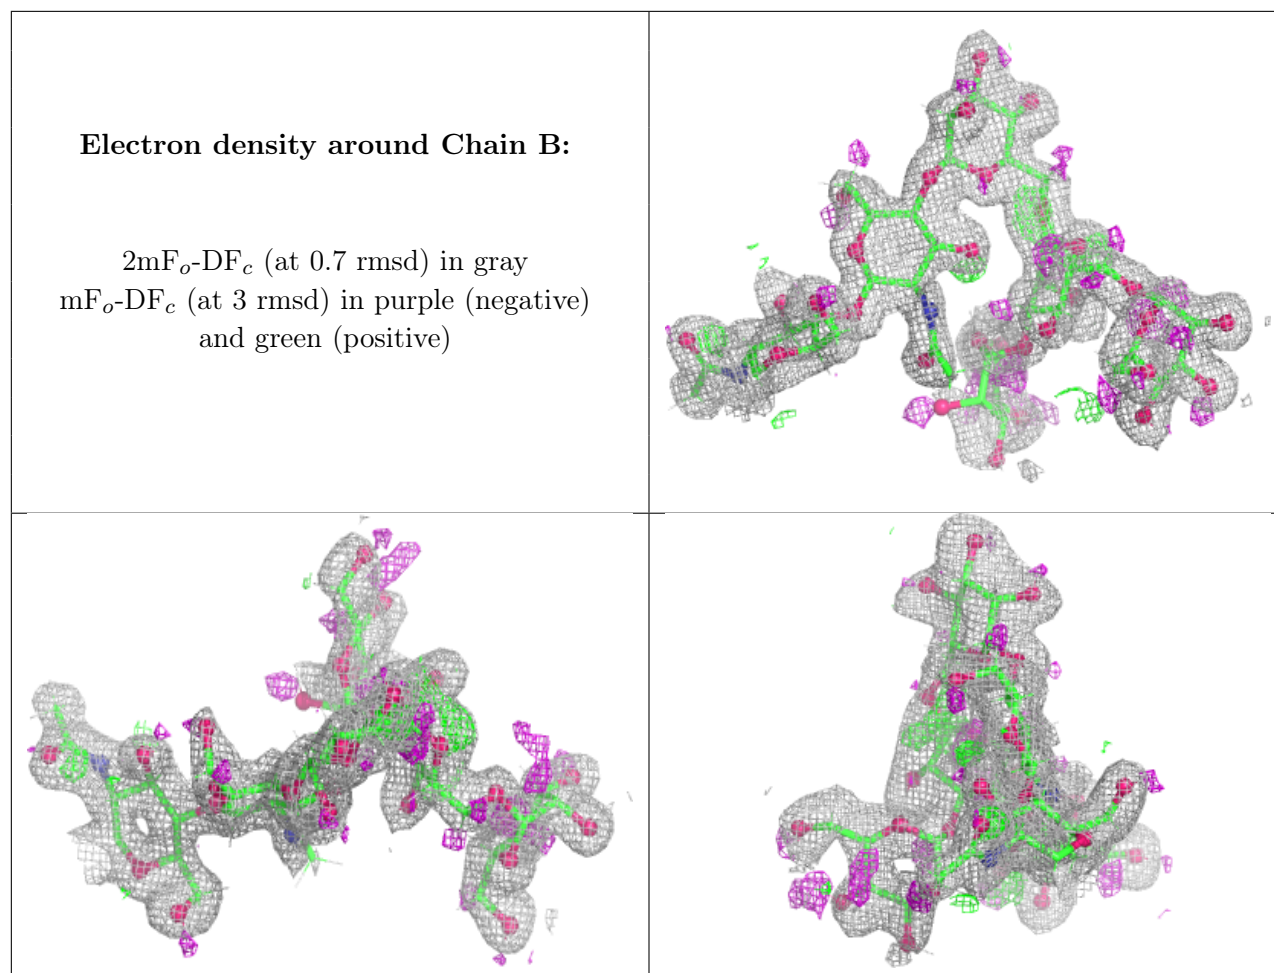 Electron density around Chain B:
2mFo-DFc (at 0.7 rmsd) in gray
mFo-DFc (at 3 rmsd) in purple (negative)
and green (positive)